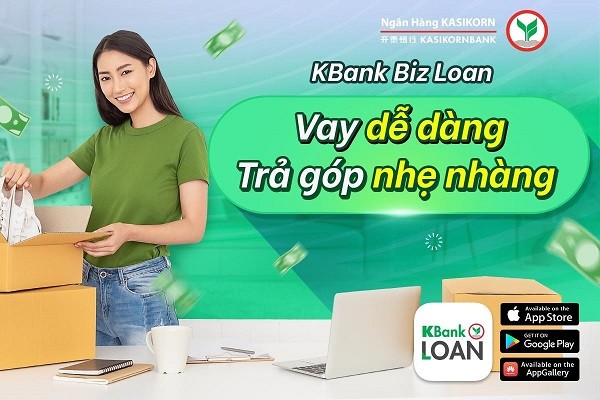 Ngân Hàng KASIKORN
开泰银行 KASIKORNBANK
KBank Biz Loan
Vay dễ dàng
Trả góp nhẹ nhàng
KBank
LOAN
Available on the
App Store
GET IT ON
Google Play
Available on the
AppGallery